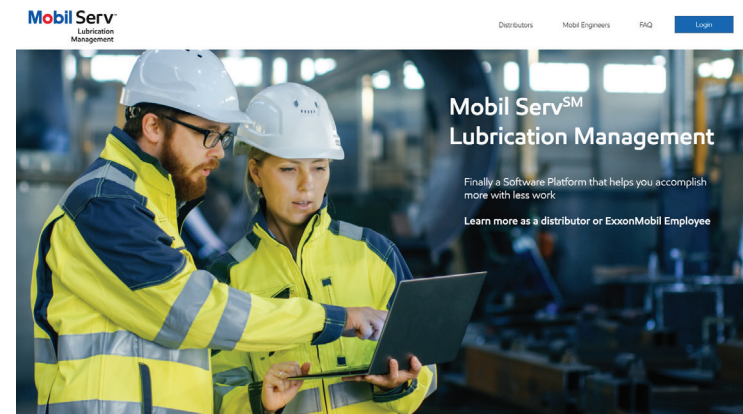 Mobil Serv℠
Lubrication
Management
Distributors
Mobil Engineers
FAQ
Login
Mobil Serv℠
Lubrication Management
Finally a Software Platform that helps you accomplish
more with less work
Learn more as a distributor or ExxonMobil Employee